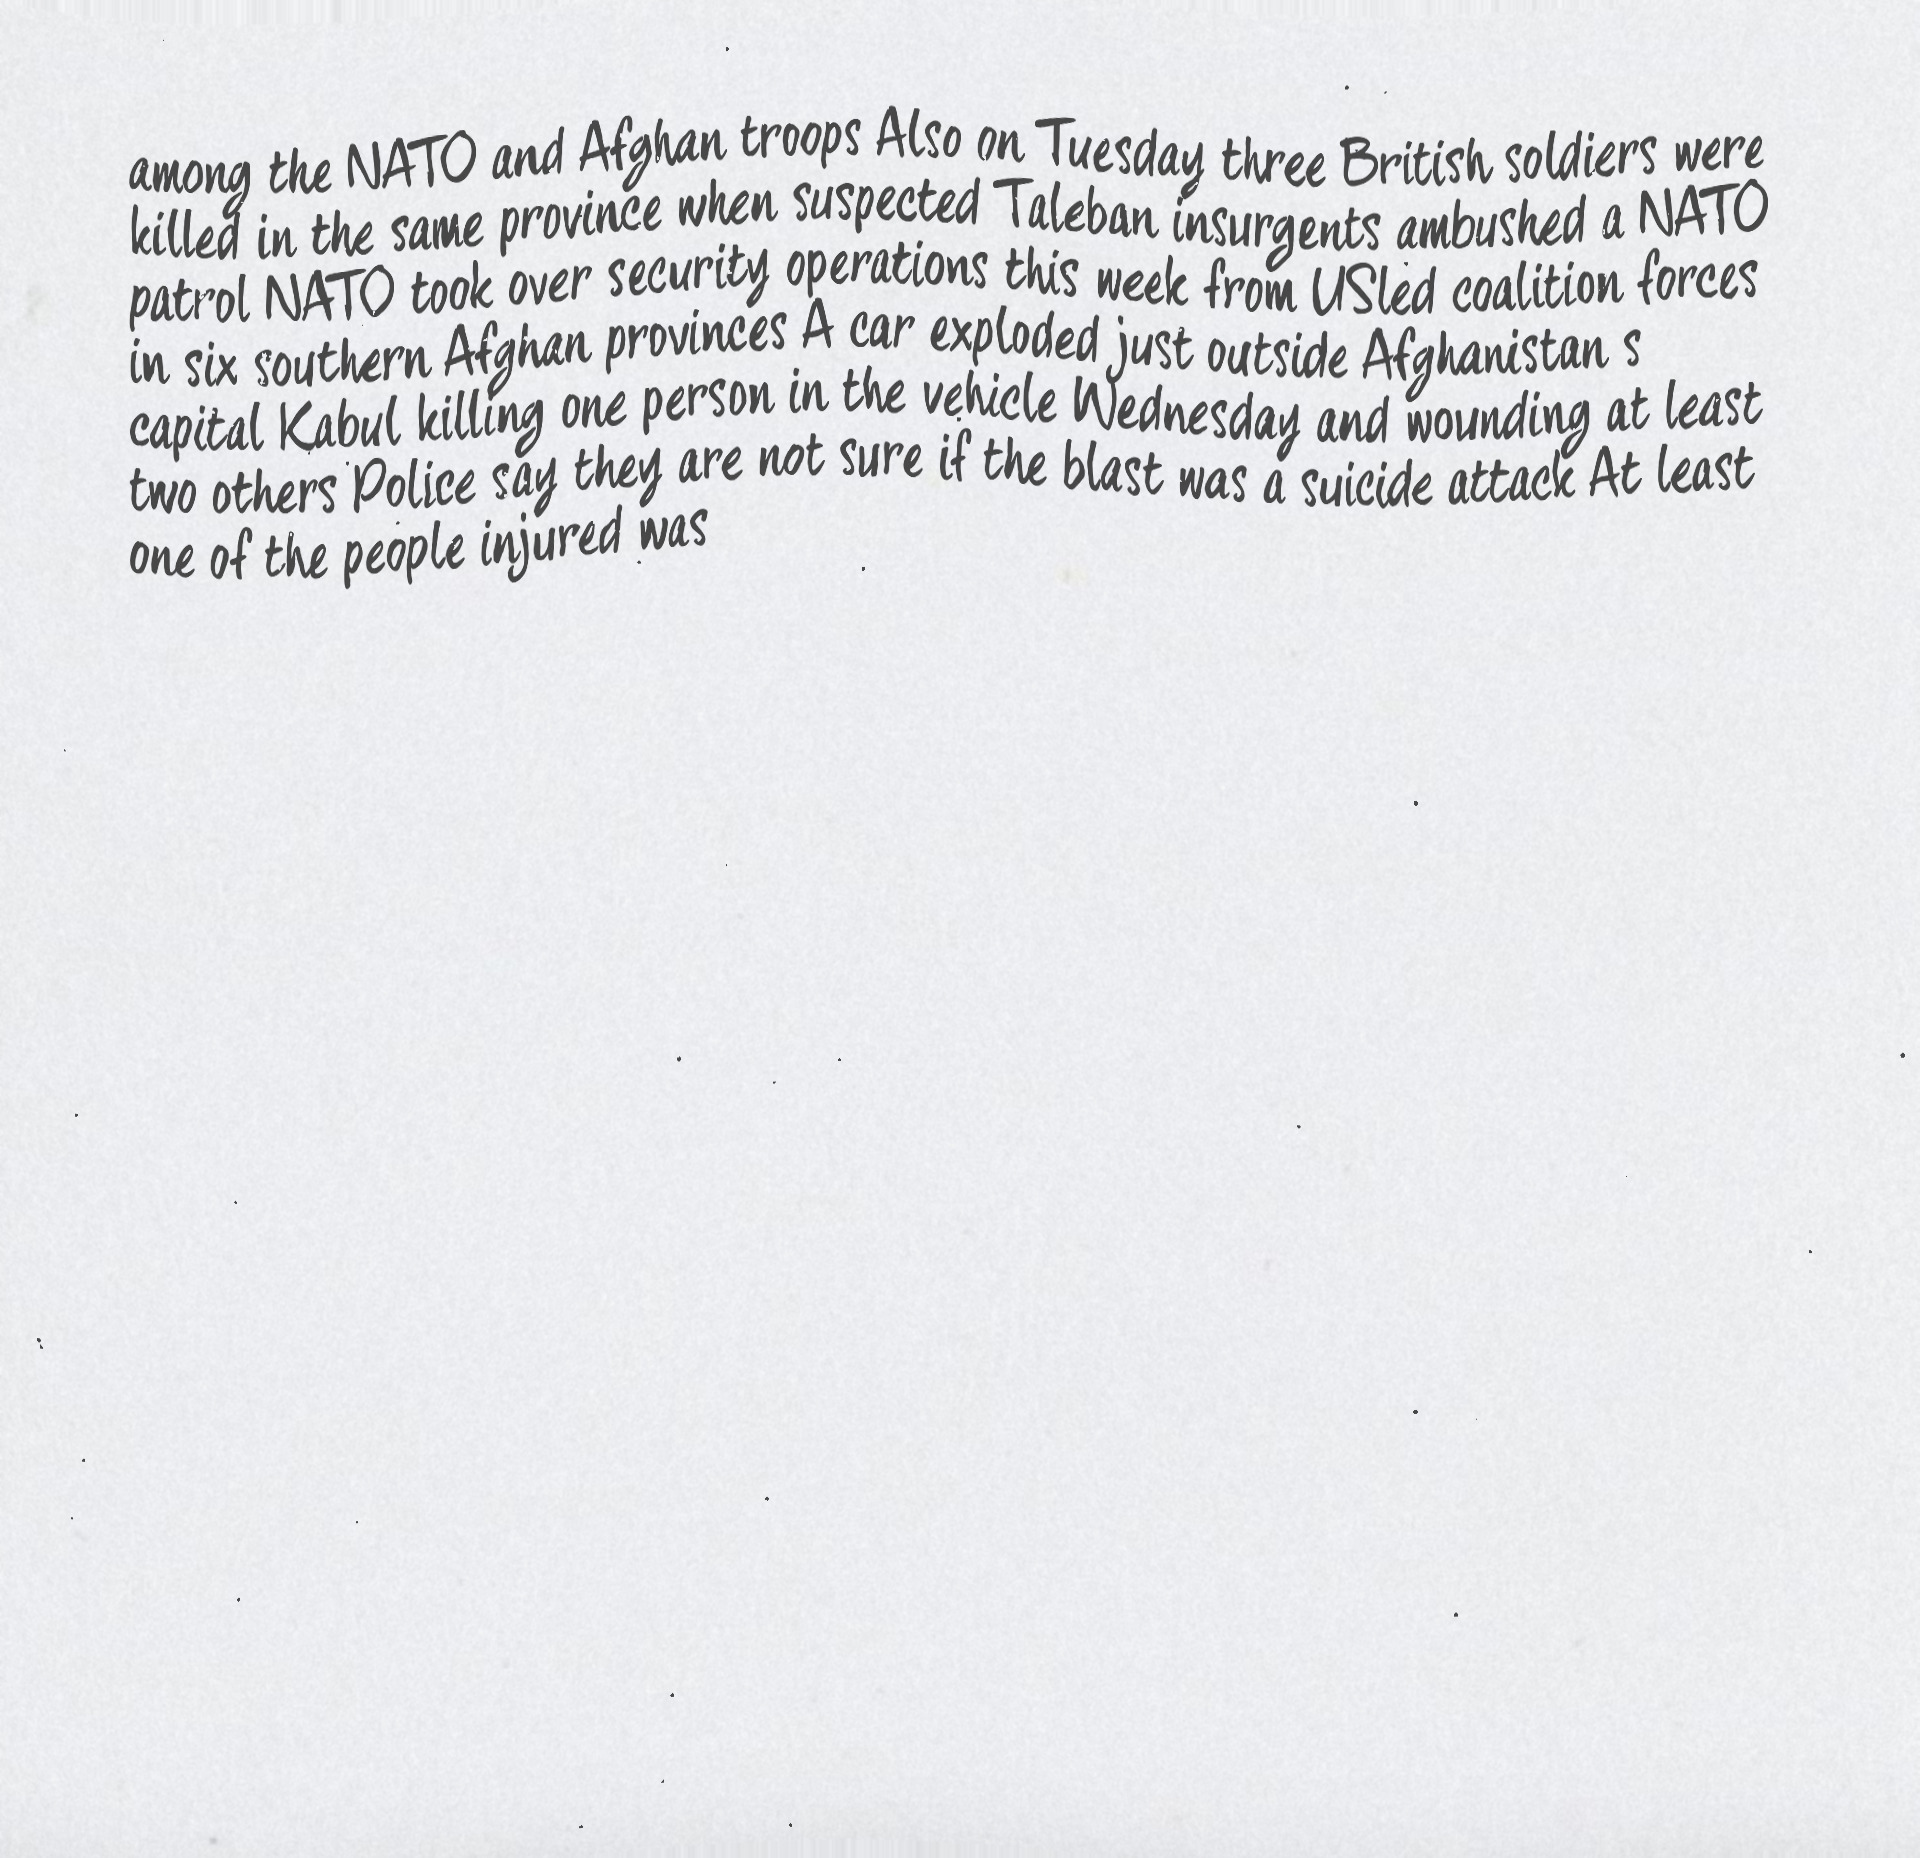 among the NATO and Afghan troops Also on Tuesday three British soldiers were
killed in the same province when suspected Taleban insurgents ambushed a NATO
patrol NATO took over security operations this week from USled coalition forces
in six southern Afghan provinces A car exploded just outside Afghanistan s
capital Kabul killing one person in the vehicle Wednesday and wounding at least
two others Police say they are not sure if the blast was a suicide attack At least
one of the people injured was